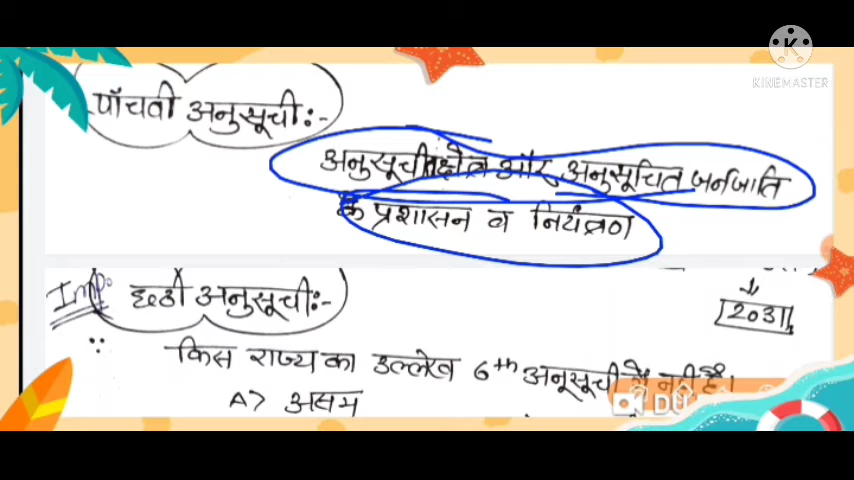 K
KINEMASTER
पाँचवी अनुसूची:-
अनुसूचीत क्षेत्र और अनुसूचित जनजाति
के प्रशासन व नियंत्रण
Imp:
छठी अनुसूची:-
2031
किस राज्य का उल्लेख 6th अनुसूची में नही है।
A> असम
DU